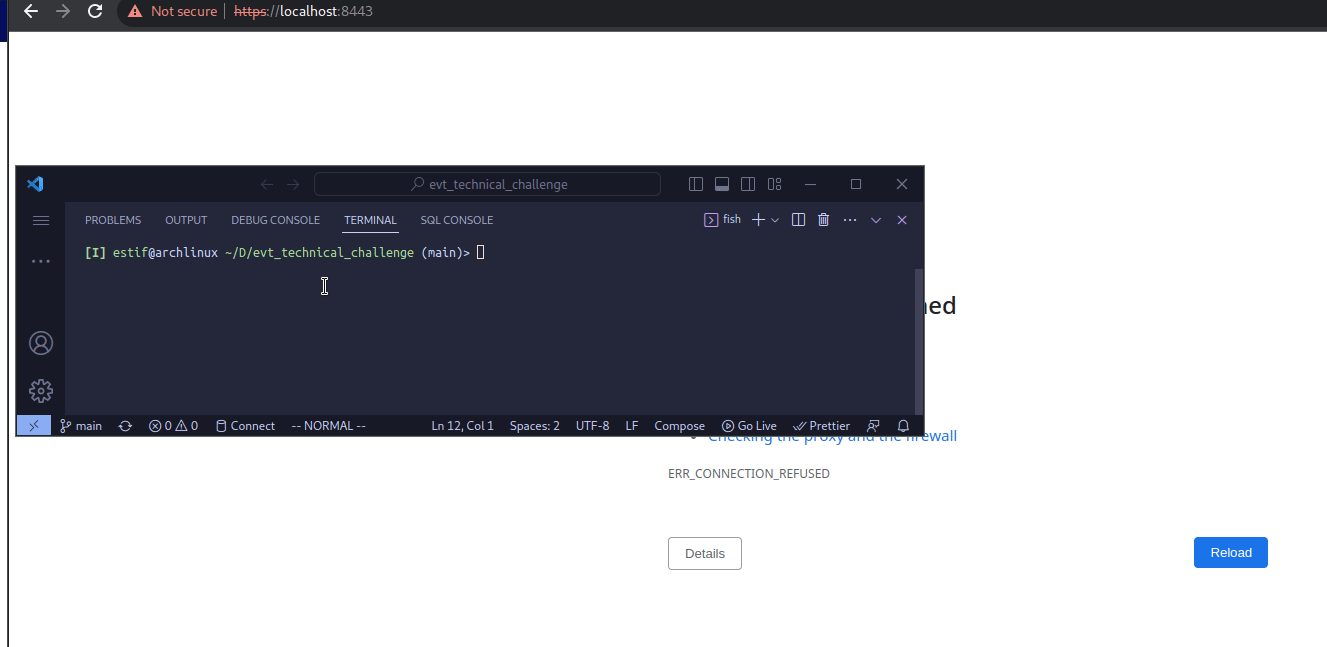 Not secure https://localhost:8443
evt_technical_challenge
PROBLEMS OUTPUT DEBUG CONSOLE TERMINAL SQL CONSOLE fish
[I] estif@archlinux ~/D/evt_technical_challenge (main)>
main 0 0 Connect -- NORMAL -- Ln 12, Col 1 Spaces: 2 UTF-8 LF Compose Go Live Prettier
Checking the proxy and the firewall
ERR_CONNECTION_REFUSED
Details Reload